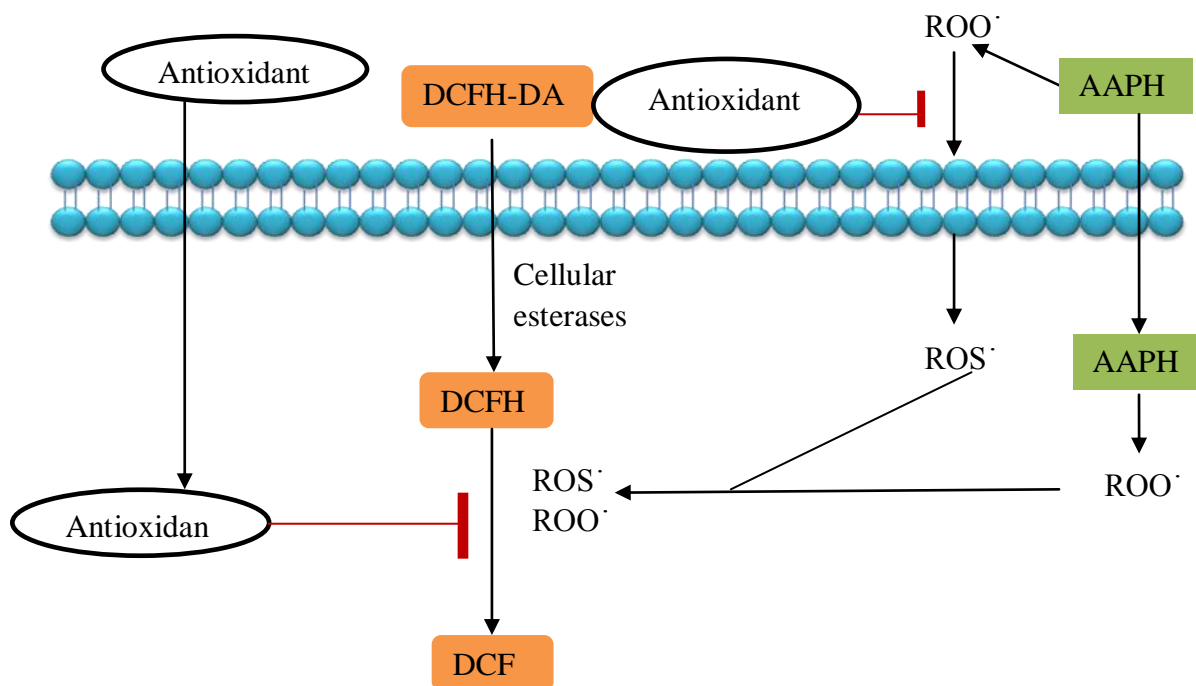 ROO˙
Antioxidant
DCFH-DA
Antioxidant
AAPH
Cellular
esterases
ROS˙
AAPH
DCFH
ROS˙
ROO˙
ROO˙
Antioxidan
DCF